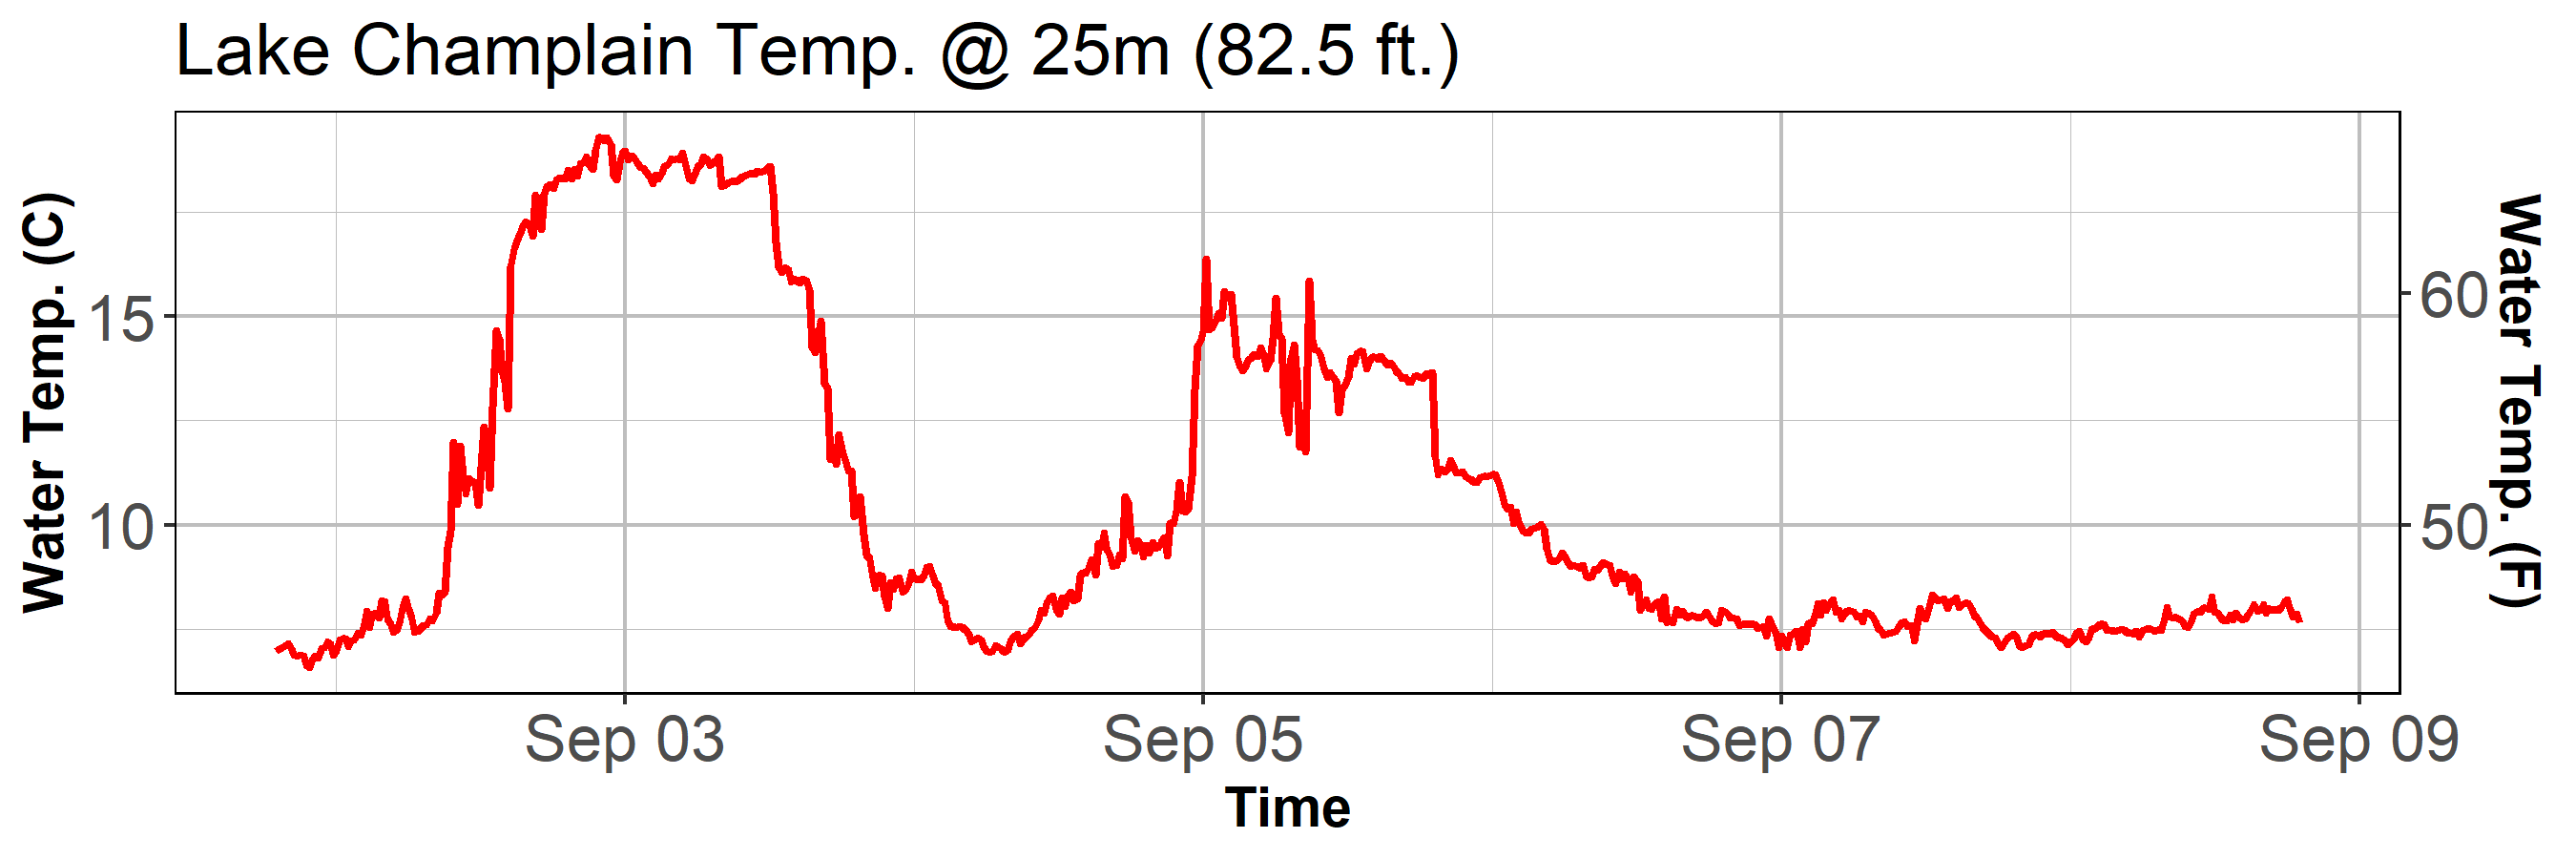 Lake Champlain Temp. @ 25m (82.5 ft.)
Water Temp. (C)
15
10
60
50
Water Temp. (F)
Sep 03
Sep 05
Sep 07
Sep 09
Time